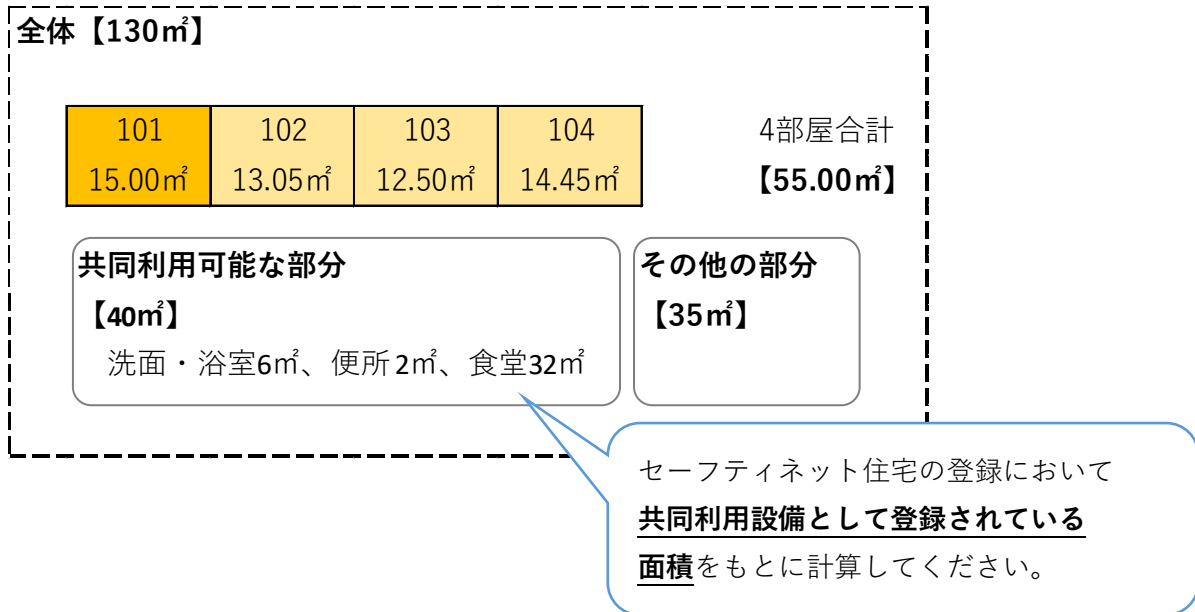 全体【130㎡】
101 102 103 104 4部屋合計
15.00㎡ 13.05㎡ 12.50㎡ 14.45㎡ 【55.00㎡】
共同利用可能な部分
【40㎡】
洗面・浴室6㎡、便所2㎡、食堂32㎡
その他の部分
【35㎡】
セーフティネット住宅の登録において
共同利用設備として登録されている
面積をもとに計算してください。